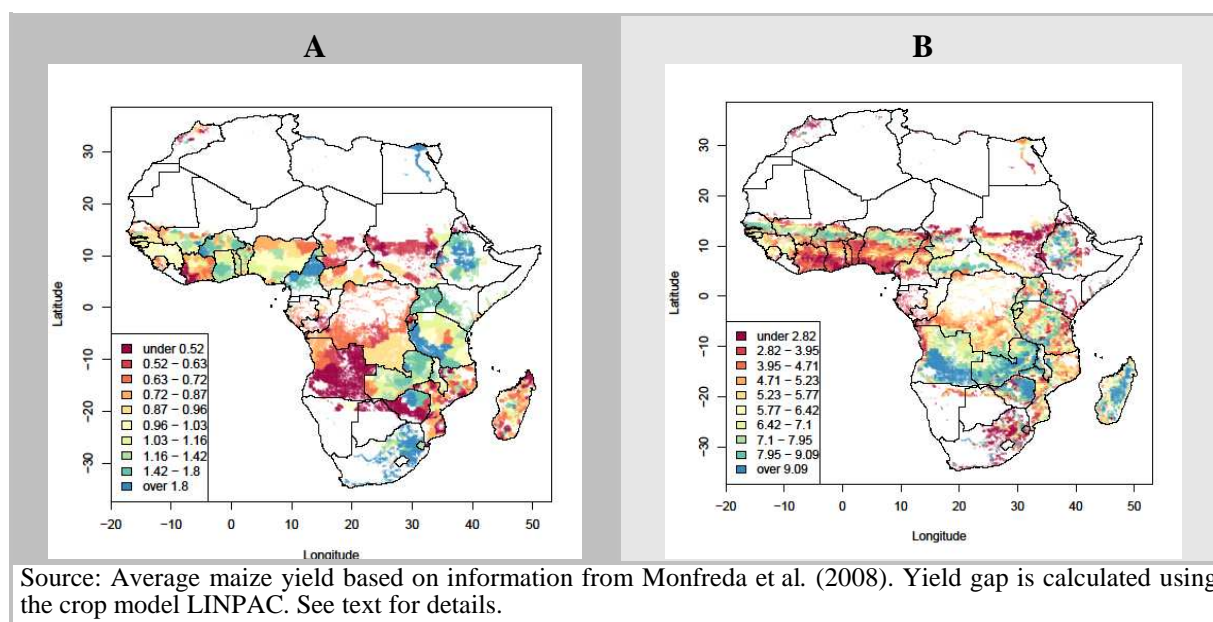 A
B
Latitude
30
20
10
0
−10
−20
−30
under 0.52
0.52 − 0.63
0.63 − 0.72
0.72 − 0.87
0.87 − 0.96
0.96 − 1.03
1.03 − 1.16
1.16 − 1.42
1.42 − 1.8
over 1.8
−20 −10 0 10 20 30 40 50
Longitude
Latitude
30
20
10
0
−10
−20
−30
under 2.82
2.82 − 3.95
3.95 − 4.71
4.71 − 5.23
5.23 − 5.77
5.77 − 6.42
6.42 − 7.1
7.1 − 7.95
7.95 − 9.09
over 9.09
−20 −10 0 10 20 30 40 50
Longitude
Source: Average maize yield based on information from Monfreda et al. (2008). Yield gap is calculated using
the crop model LINPAC. See text for details.